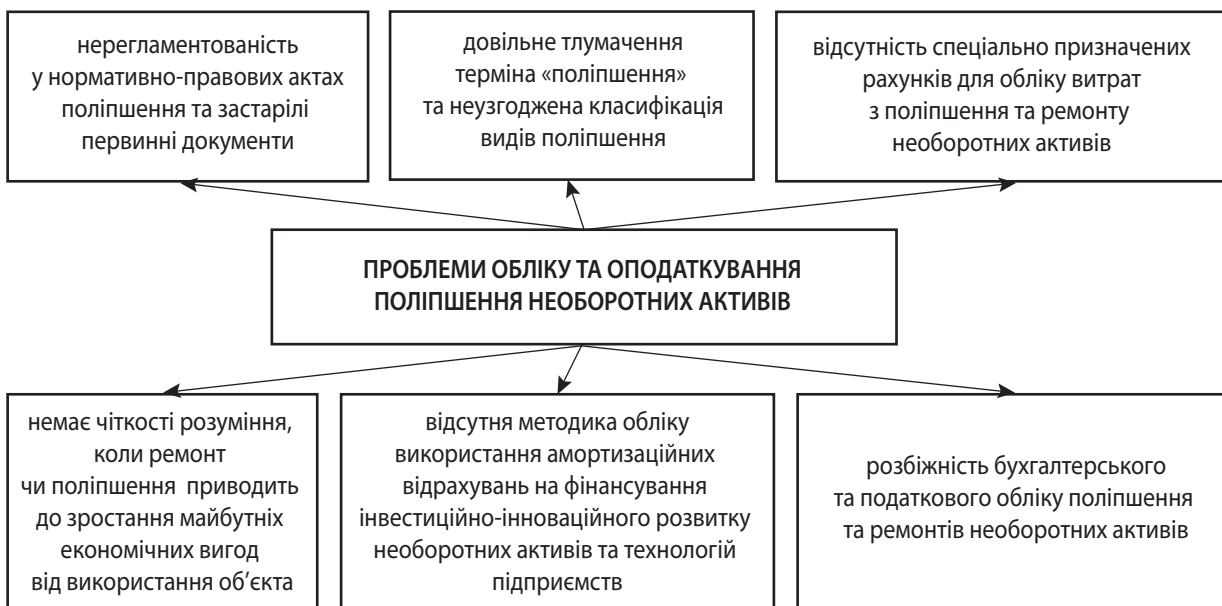 нерегламентованість
у нормативно-правових актах
поліпшення та застарілі
первинні документи
довільне тлумачення
терміна «поліпшення»
та неузгоджена класифікація
видів поліпшення
відсутність спеціально призначених
рахунків для обліку витрат
з поліпшення та ремонту
необоротних активів
ПРОБЛЕМИ ОБЛІКУ ТА ОПОДАТКУВАННЯ
ПОЛІПШЕННЯ НЕОБОРОТНИХ АКТИВІВ
немає чіткості розуміння,
коли ремонт
чи поліпшення приводить
до зростання майбутніх
економічних вигод
від використання об’єкта
відсутня методика обліку
використання амортизаційних
відрахувань на фінансування
інвестиційно-інноваційного розвитку
необоротних активів та технологій
підприємств
розбіжність бухгалтерського
та податкового обліку поліпшення
та ремонтів необоротних активів